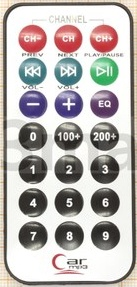 CHANNEL
CH- CH CH+
PREV NEXT PLAY/PAUSE
VOL- VOL+
EQ
0 100+ 200+
1 2 3
4 5 6
7 8 9
Car
mp3